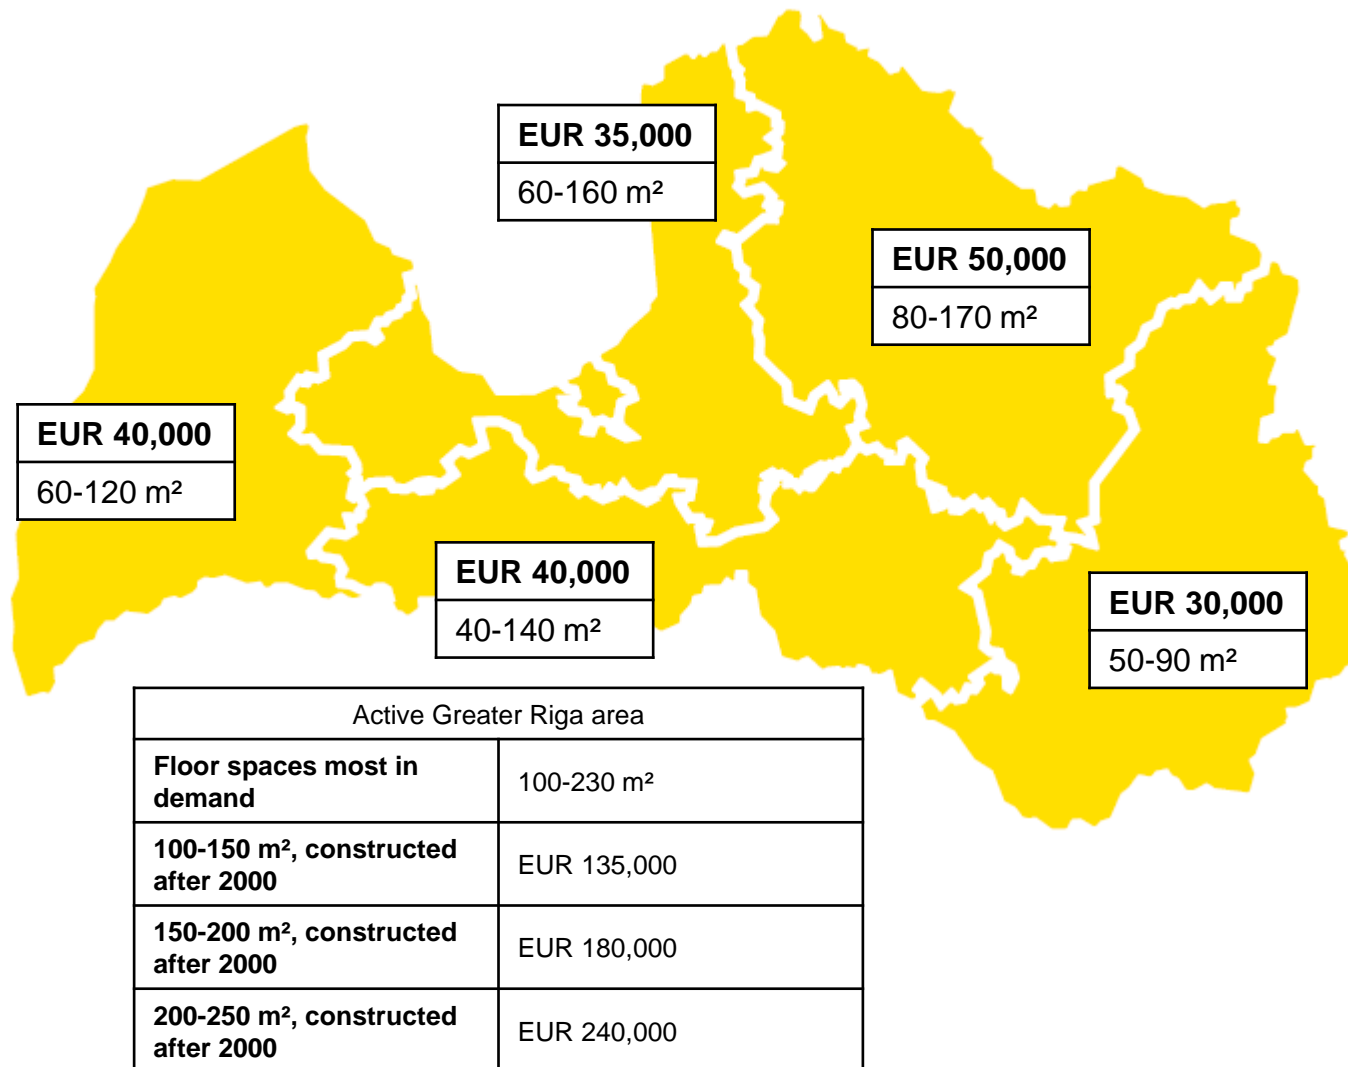 EUR 35,000
60-160 m²
EUR 50,000
80-170 m²
EUR 40,000
60-120 m²
EUR 40,000
40-140 m²
EUR 30,000
50-90 m²
Active Greater Riga area
Floor spaces most in
demand
100-230 m²
100-150 m², constructed
after 2000
EUR 135,000
150-200 m², constructed
after 2000
EUR 180,000
200-250 m², constructed
after 2000
EUR 240,000